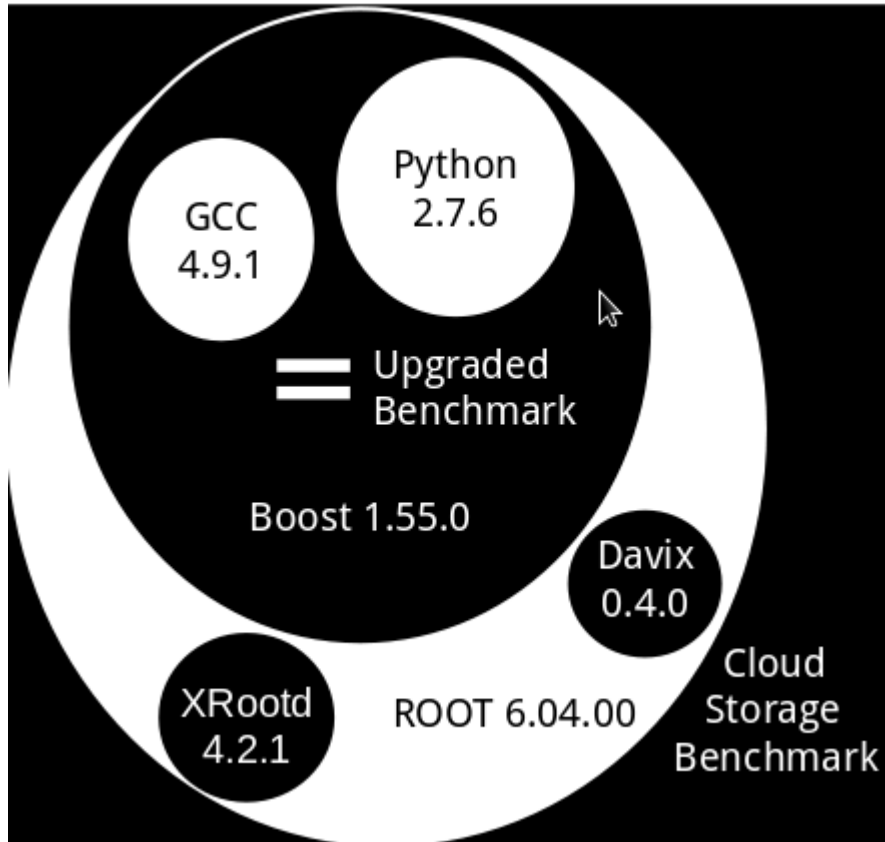 Python
2.7.6
GCC
4.9.1
= Upgraded
Benchmark
Boost 1.55.0
Davix
0.4.0
Cloud
Storage
Benchmark
XRootd
4.2.1
ROOT 6.04.00